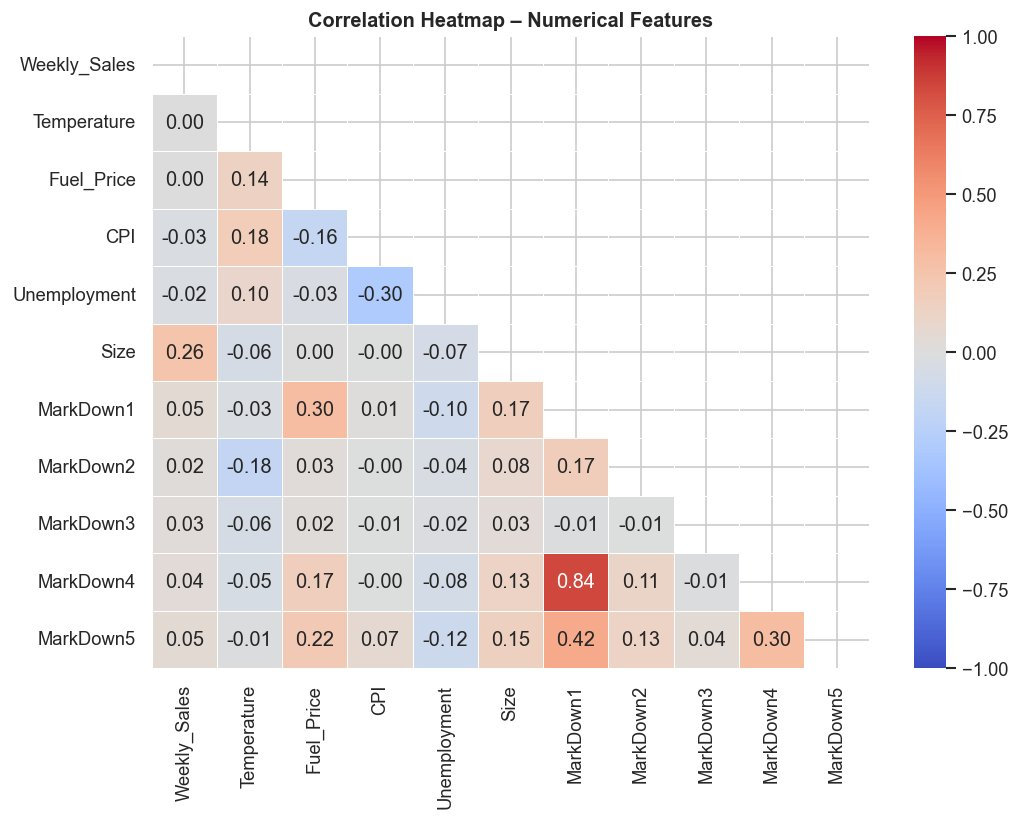 Correlation Heatmap – Numerical Features
Weekly_Sales
Temperature 0.00
Fuel_Price 0.00 0.14
CPI -0.03 0.18 -0.16
Unemployment -0.02 0.10 -0.03 -0.30
Size 0.26 -0.06 0.00 -0.00 -0.07
MarkDown1 0.05 -0.03 0.30 0.01 -0.10 0.17
MarkDown2 0.02 -0.18 0.03 -0.00 -0.04 0.08 0.17
MarkDown3 0.03 -0.06 0.02 -0.01 -0.02 0.03 -0.01 -0.01
MarkDown4 0.04 -0.05 0.17 -0.00 -0.08 0.13 0.84 0.11 -0.01
MarkDown5 0.05 -0.01 0.22 0.07 -0.12 0.15 0.42 0.13 0.04 0.30
Weekly_Sales Temperature Fuel_Price CPI Unemployment Size MarkDown1 MarkDown2 MarkDown3 MarkDown4 MarkDown5
1.00
0.75
0.50
0.25
0.00
−0.25
−0.50
−0.75
−1.00